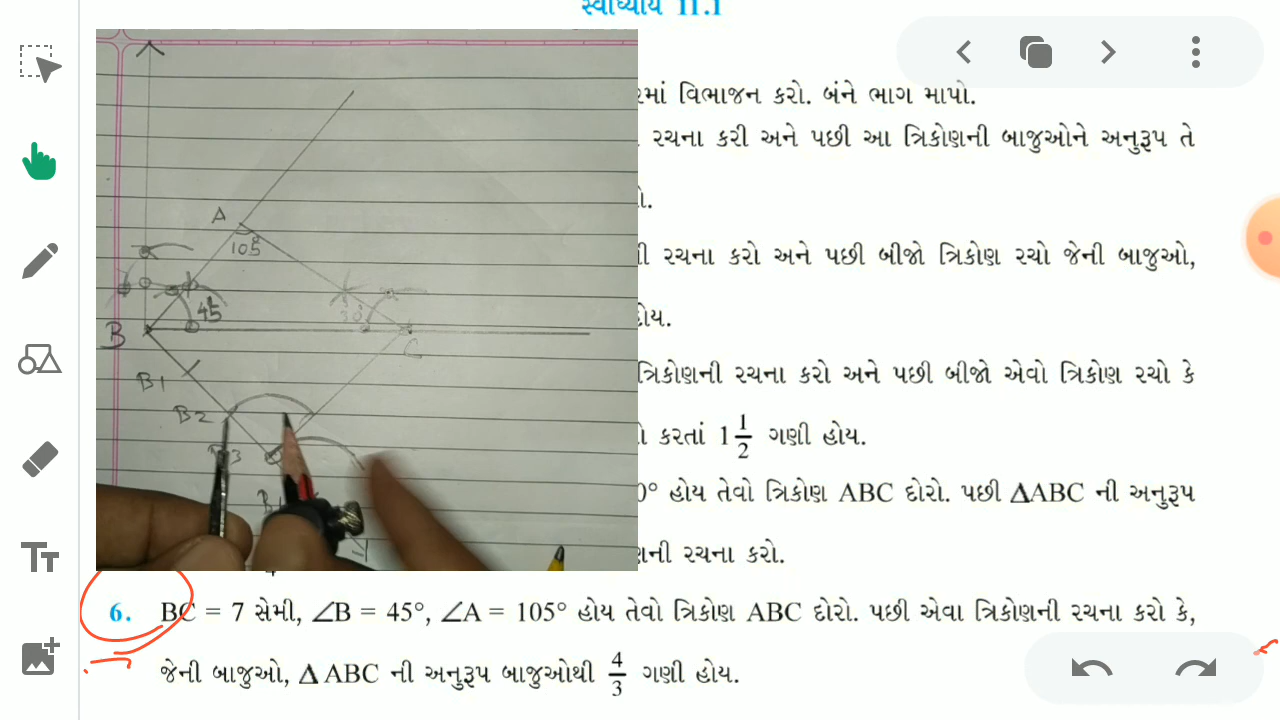 સ્વાધ્યાય 11.1
વિભાજન કરો. બંને ભાગ માપો.
રચના કરી અને પછી આ ત્રિકોણની બાજુઓને અનુરૂપ તે
રચના કરો અને પછી બીજો ત્રિકોણ રચો જેની બાજુઓ,
હોય.
ત્રિકોણની રચના કરો અને પછી બીજો એવો ત્રિકોણ રચો કે
કરતાં 1 1/2 ગણી હોય.
0° હોય તેવો ત્રિકોણ ABC દોરો. પછી ΔABC ની અનુરૂપ
રચના કરો.
6. BC = 7 સેમી, ∠B = 45°, ∠A = 105° હોય તેવો ત્રિકોણ ABC દોરો. પછી એવા ત્રિકોણની રચના કરો કે,
જેની બાજુઓ, ΔABC ની અનુરૂપ બાજુઓથી 4/3 ગણી હોય.
A
105
45
30
B
C
B1
B2
B3
Tт